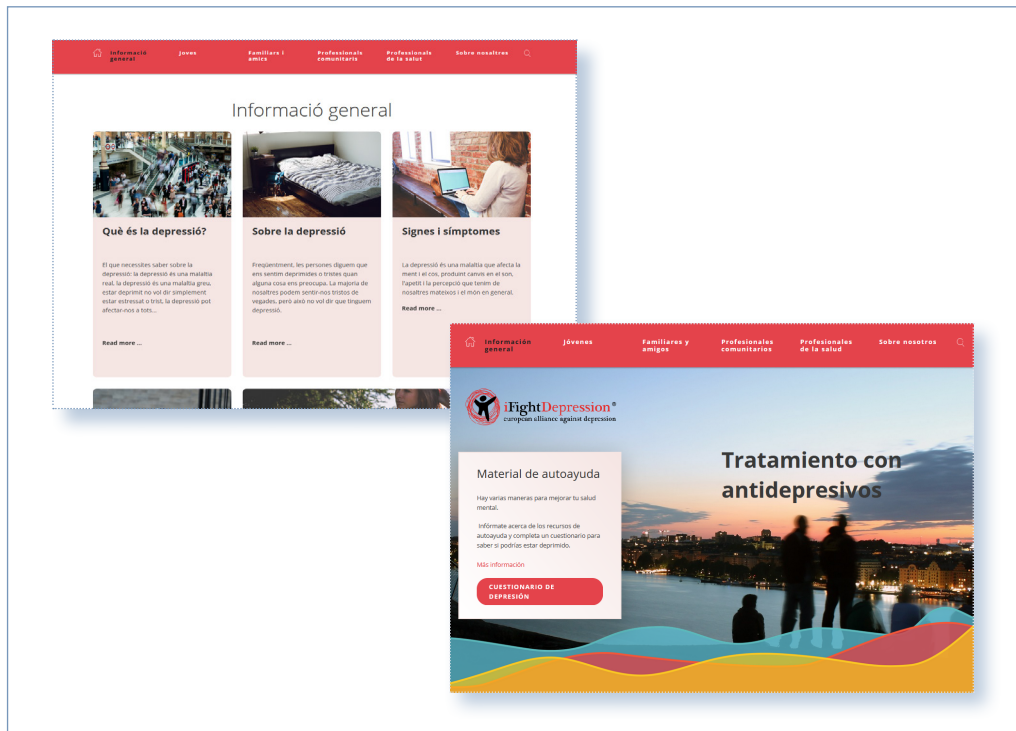 Informació
general
Joves
Familiars i
amics
Professionals
comunitaris
Professionals
de la salut
Sobre nosaltres
Informació general
Què és la depressió?
El que necessites saber sobre la
depressió: la depressió és una malaltia
real, la depressió és una malaltia greu,
estar deprimit no vol dir simplement
estar estressat o trist, la depressió pot
afectar-nos a tots...
Read more ...
Sobre la depressió
Freqüentment, les persones diguem que
ens sentim deprimides o tristes quan
alguna cosa ens preocupa. La majoria de
nosaltres podem sentir-nos tristos de
vegades, però això no vol dir que tinguem
depressió.
Read more ...
Signes i símptomes
La depressió és una malaltia que afecta la
ment i el cos, produint canvis en el son,
l'apetit i la percepció que tenim de
nosaltres mateixos i el món en general.
Read more ...
Información
general
Jóvenes
Familiares y
amigos
Profesionales
comunitarios
Profesionales
de la salud
Sobre nosotros
iFightDepression®
european alliance against depression
Tratamiento con
antidepresivos
Material de autoayuda
Hay varias maneras para mejorar tu salud
mental.
Infórmate acerca de los recursos de
autoayuda y completa un cuestionario para
saber si podrías estar deprimido.
Más información
CUESTIONARIO DE
DEPRESIÓN